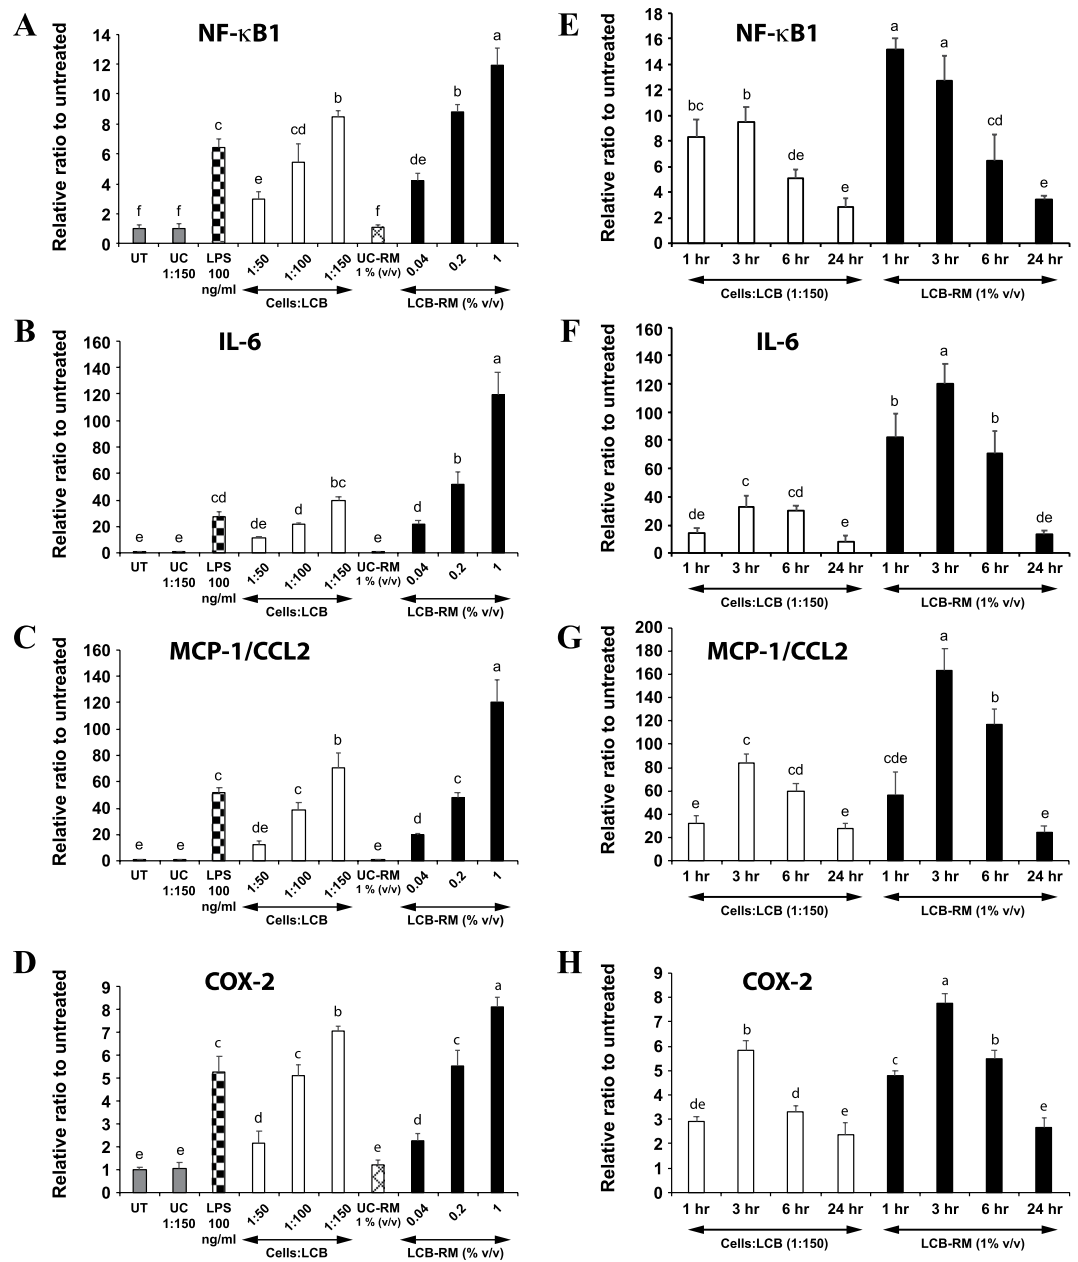 A
NF-κB1
Relative ratio to untreated
14
12
10
8
6
4
2
0
f
f
c
e
cd
b
f
de
b
a
UT
UC
1:150
LPS
100
ng/ml
1:50
1:100
1:150
UC-RM
1 % (v/v)
0.04
0.2
1
Cells:LCB
LCB-RM (% v/v)
E
NF-κB1
Relative ratio to untreated
18
16
14
12
10
8
6
4
2
0
bc
b
de
e
a
a
cd
e
1 hr
3 hr
6 hr
24 hr
1 hr
3 hr
6 hr
24 hr
Cells:LCB (1:150)
LCB-RM (1% v/v)
B
IL-6
Relative ratio to untreated
160
140
120
100
80
60
40
20
0
e
e
cd
de
d
bc
e
d
b
a
UT
UC
1:150
LPS
100
ng/ml
1:50
1:100
1:150
UC-RM
1 % (v/v)
0.04
0.2
1
Cells:LCB
LCB-RM (% v/v)
F
IL-6
Relative ratio to untreated
160
140
120
100
80
60
40
20
0
de
c
cd
e
b
a
b
de
1 hr
3 hr
6 hr
24 hr
1 hr
3 hr
6 hr
24 hr
Cells:LCB (1:150)
LCB-RM (1% v/v)
C
MCP-1/CCL2
Relative ratio to untreated
160
140
120
100
80
60
40
20
0
e
e
c
de
c
b
e
d
c
a
UT
UC
1:150
LPS
100
ng/ml
1:50
1:100
1:150
UC-RM
1 % (v/v)
0.04
0.2
1
Cells:LCB
LCB-RM (% v/v)
G
MCP-1/CCL2
Relative ratio to untreated
200
180
160
140
120
100
80
60
40
20
0
e
c
cd
e
cde
a
b
e
1 hr
3 hr
6 hr
24 hr
1 hr
3 hr
6 hr
24 hr
Cells:LCB (1:150)
LCB-RM (1% v/v)
D
COX-2
Relative ratio to untreated
9
8
7
6
5
4
3
2
1
0
e
e
c
d
c
b
e
d
c
a
UT
UC
1:150
LPS
100
ng/ml
1:50
1:100
1:150
UC-RM
1 % (v/v)
0.04
0.2
1
Cells:LCB
LCB-RM (% v/v)
H
COX-2
Relative ratio to untreated
9
8
7
6
5
4
3
2
1
0
de
b
d
e
c
a
b
e
1 hr
3 hr
6 hr
24 hr
1 hr
3 hr
6 hr
24 hr
Cells:LCB (1:150)
LCB-RM (1% v/v)